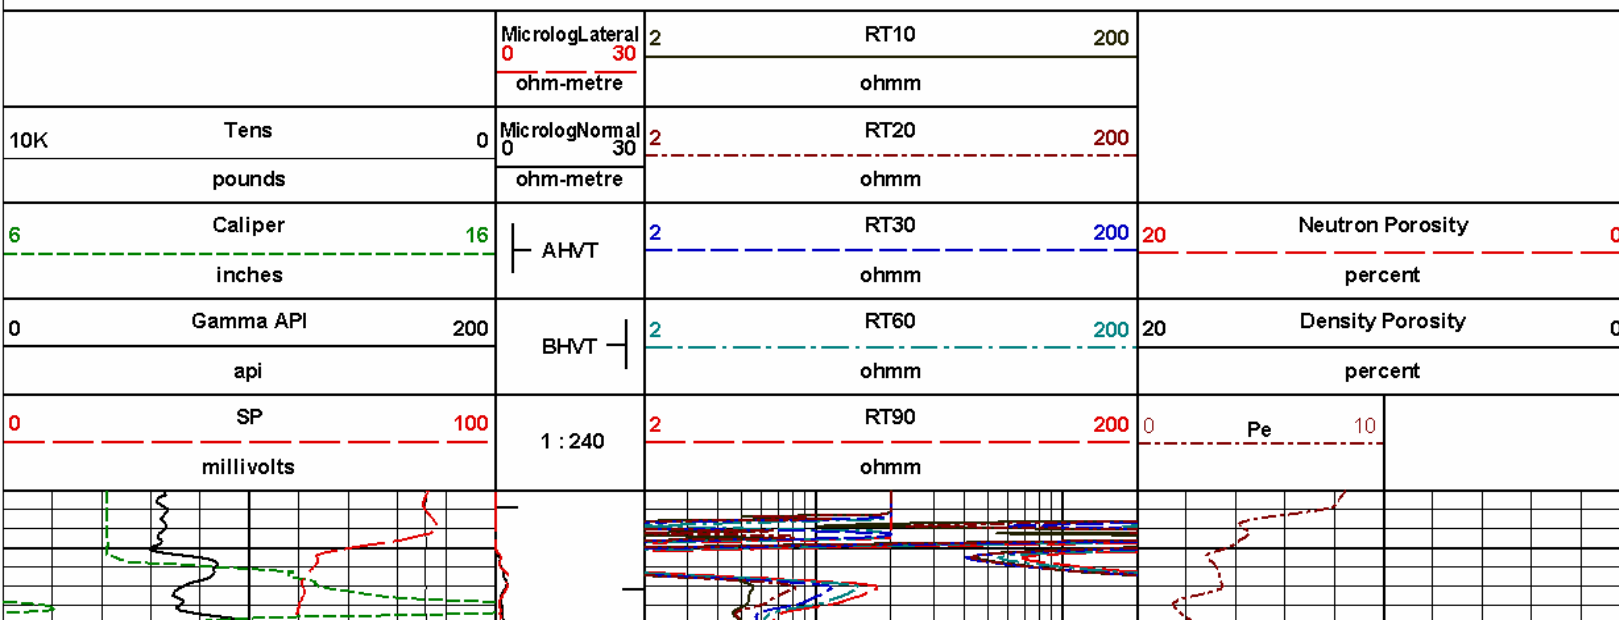 MicrologLateral
0 30
ohm-metre
2 RT10 200
ohmm
10K Tens 0
pounds
MicrologNormal
0 30
ohm-metre
2 RT20 200
ohmm
6 Caliper 16
inches
AHVT
2 RT30 200
ohmm
20 Neutron Porosity 0
percent
0 Gamma API 200
api
BHVT
2 RT60 200
ohmm
20 Density Porosity 0
percent
0 SP 100
millivolts
1 : 240
2 RT90 200
ohmm
0 Pe 10